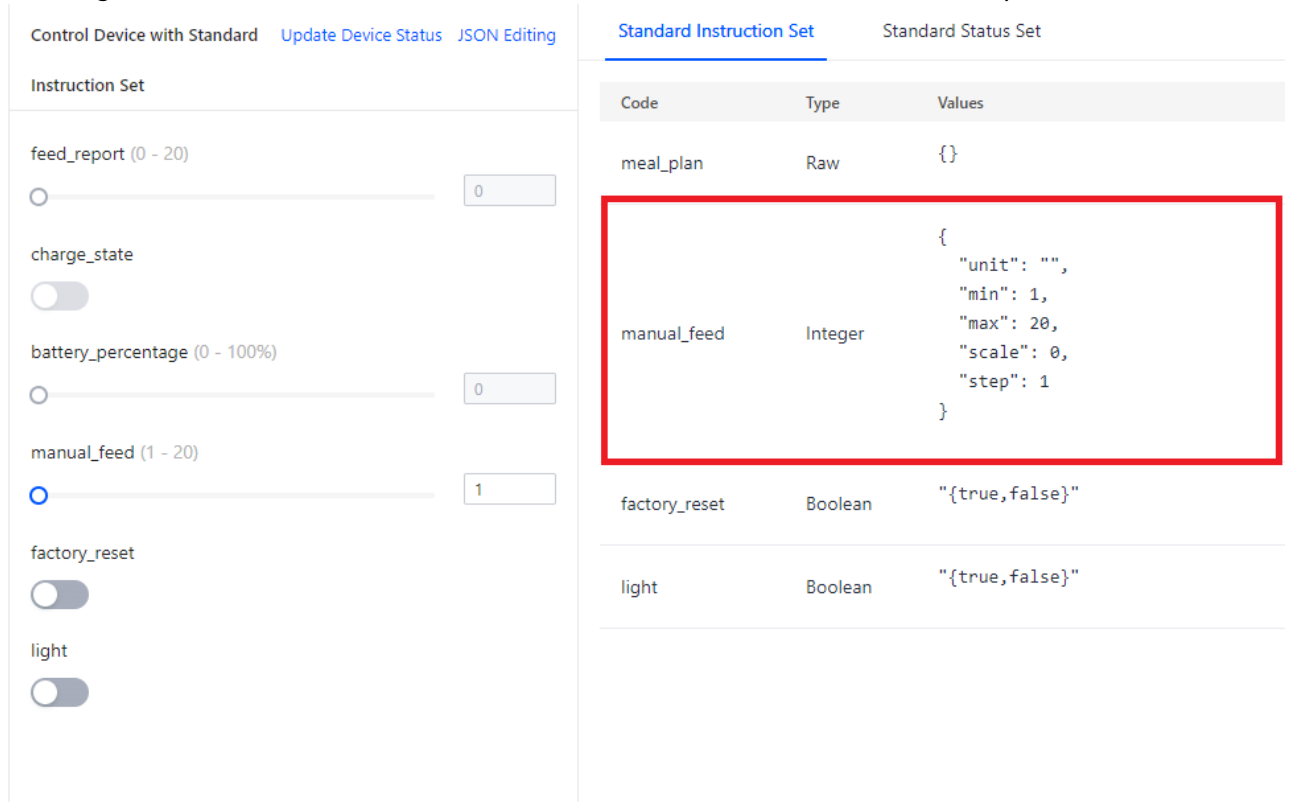 Control Device with Standard Update Device Status JSON Editing
Instruction Set
feed_report (0 - 20)
0
charge_state
battery_percentage (0 - 100%)
0
manual_feed (1 - 20)
1
factory_reset
light
Standard Instruction Set Standard Status Set
Code Type Values
meal_plan Raw {}
manual_feed Integer
{
"unit": "",
"min": 1,
"max": 20,
"scale": 0,
"step": 1
}
factory_reset Boolean "{true,false}"
light Boolean "{true,false}"